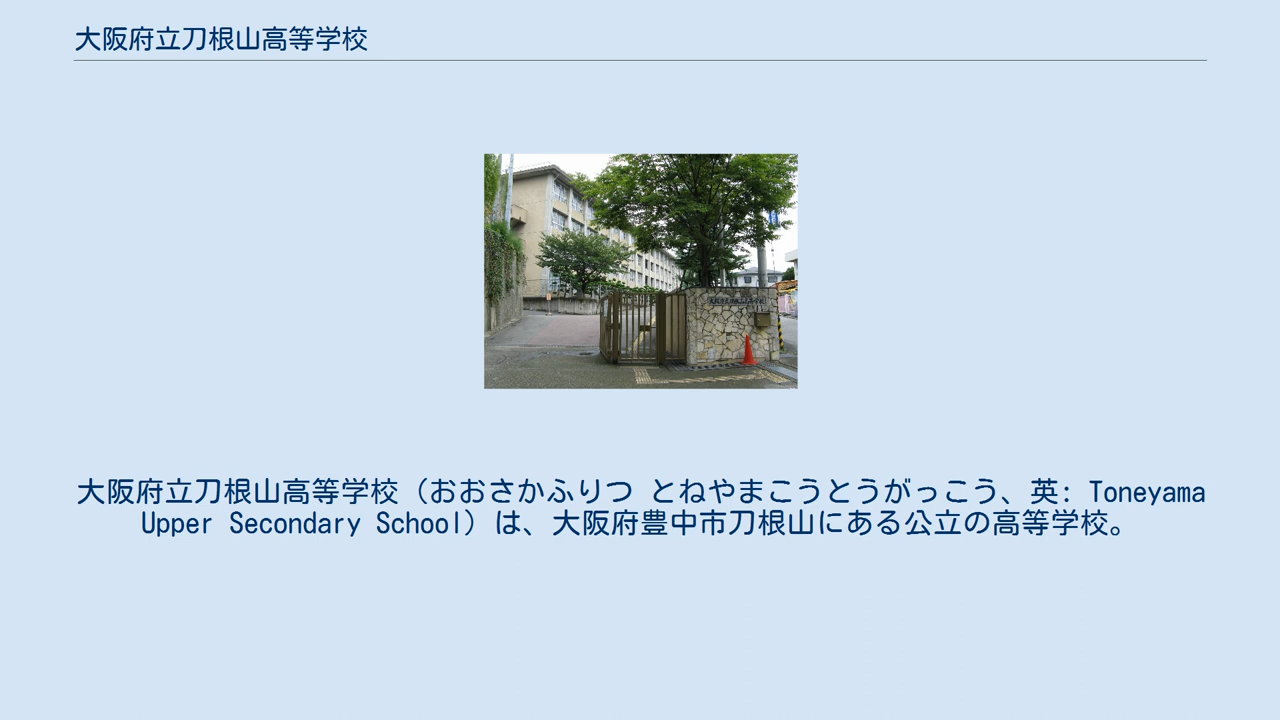 大阪府立刀根山高等学校
大阪府立刀根山高等学校（おおさかふりつ とねやまこうとうがっこう、英: Toneyama
Upper Secondary School）は、大阪府豊中市刀根山にある公立の高等学校。